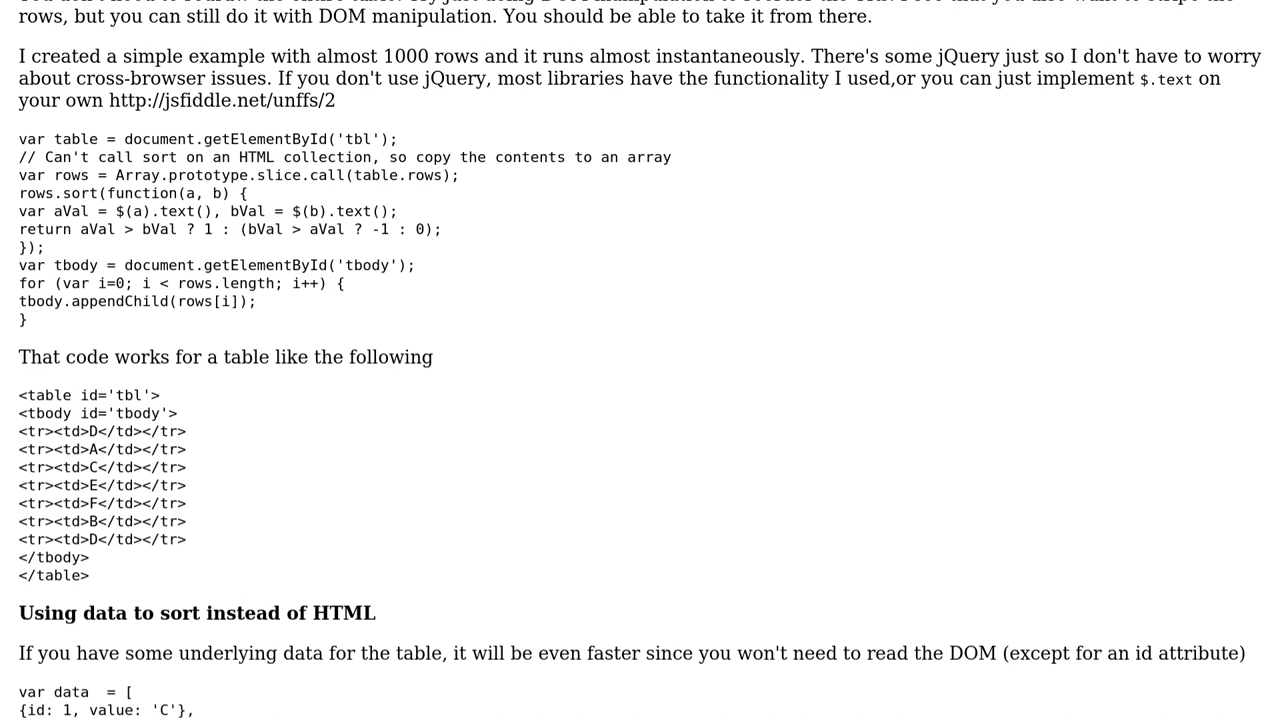 rows, but you can still do it with DOM manipulation. You should be able to take it from there.
I created a simple example with almost 1000 rows and it runs almost instantaneously. There's some jQuery just so I don't have to worry
about cross-browser issues. If you don't use jQuery, most libraries have the functionality I used,or you can just implement $.text on
your own http://jsfiddle.net/unffs/2
var table = document.getElementById('tbl');
// Can't call sort on an HTML collection, so copy the contents to an array
var rows = Array.prototype.slice.call(table.rows);
rows.sort(function(a, b) {
var aVal = $(a).text(), bVal = $(b).text();
return aVal > bVal ? 1 : (bVal > aVal ? -1 : 0);
});
var tbody = document.getElementById('tbody');
for (var i=0; i < rows.length; i++) {
tbody.appendChild(rows[i]);
}
That code works for a table like the following
<table id='tbl'>
<tbody id='tbody'>
<tr><td>D</td></tr>
<tr><td>A</td></tr>
<tr><td>C</td></tr>
<tr><td>E</td></tr>
<tr><td>F</td></tr>
<tr><td>B</td></tr>
<tr><td>D</td></tr>
</tbody>
</table>
Using data to sort instead of HTML
If you have some underlying data for the table, it will be even faster since you won't need to read the DOM (except for an id attribute)
var data  = [
{id: 1, value: 'C'},